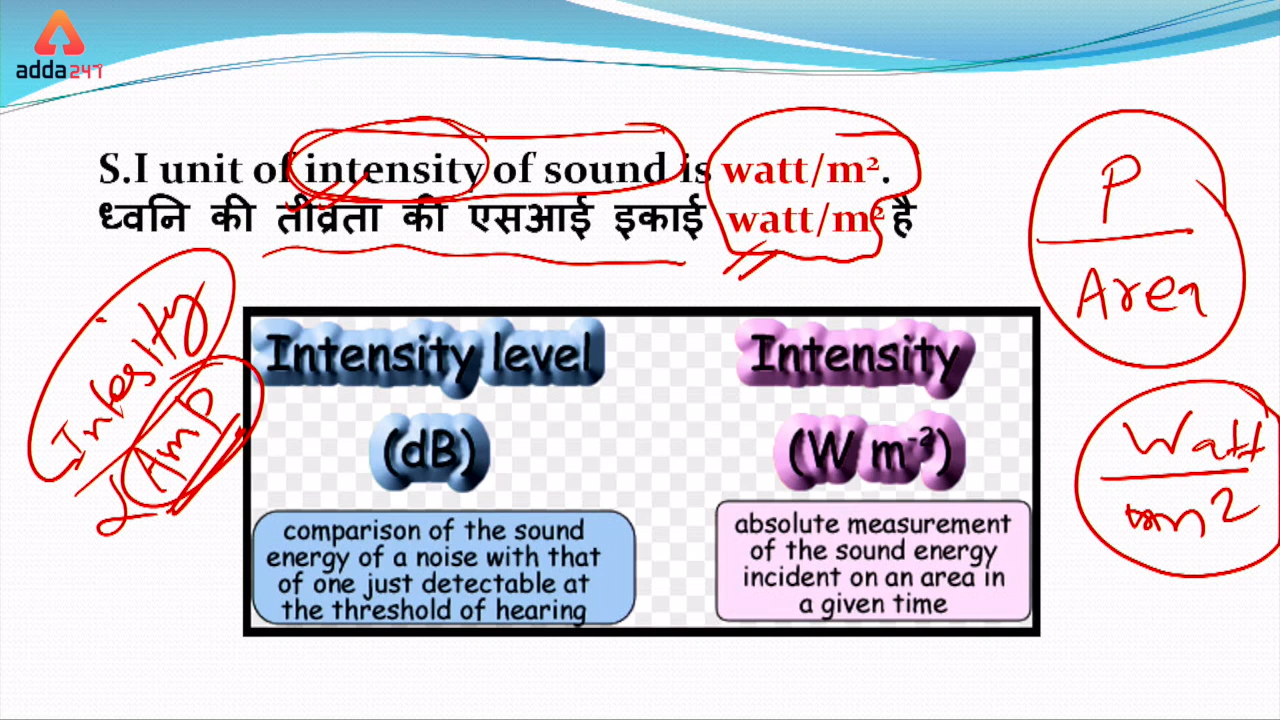 adda247
S.I unit of intensity of sound is watt/m².
ध्वनि की तीव्रता की एसआई इकाई watt/m² है
P
Area
Intesity
Amp
Watt
m²
Intensity level
Intensity
(dB)
(W m⁻²)
comparison of the sound
energy of a noise with that
of one just detectable at
the threshold of hearing
absolute measurement
of the sound energy
incident on an area in
a given time